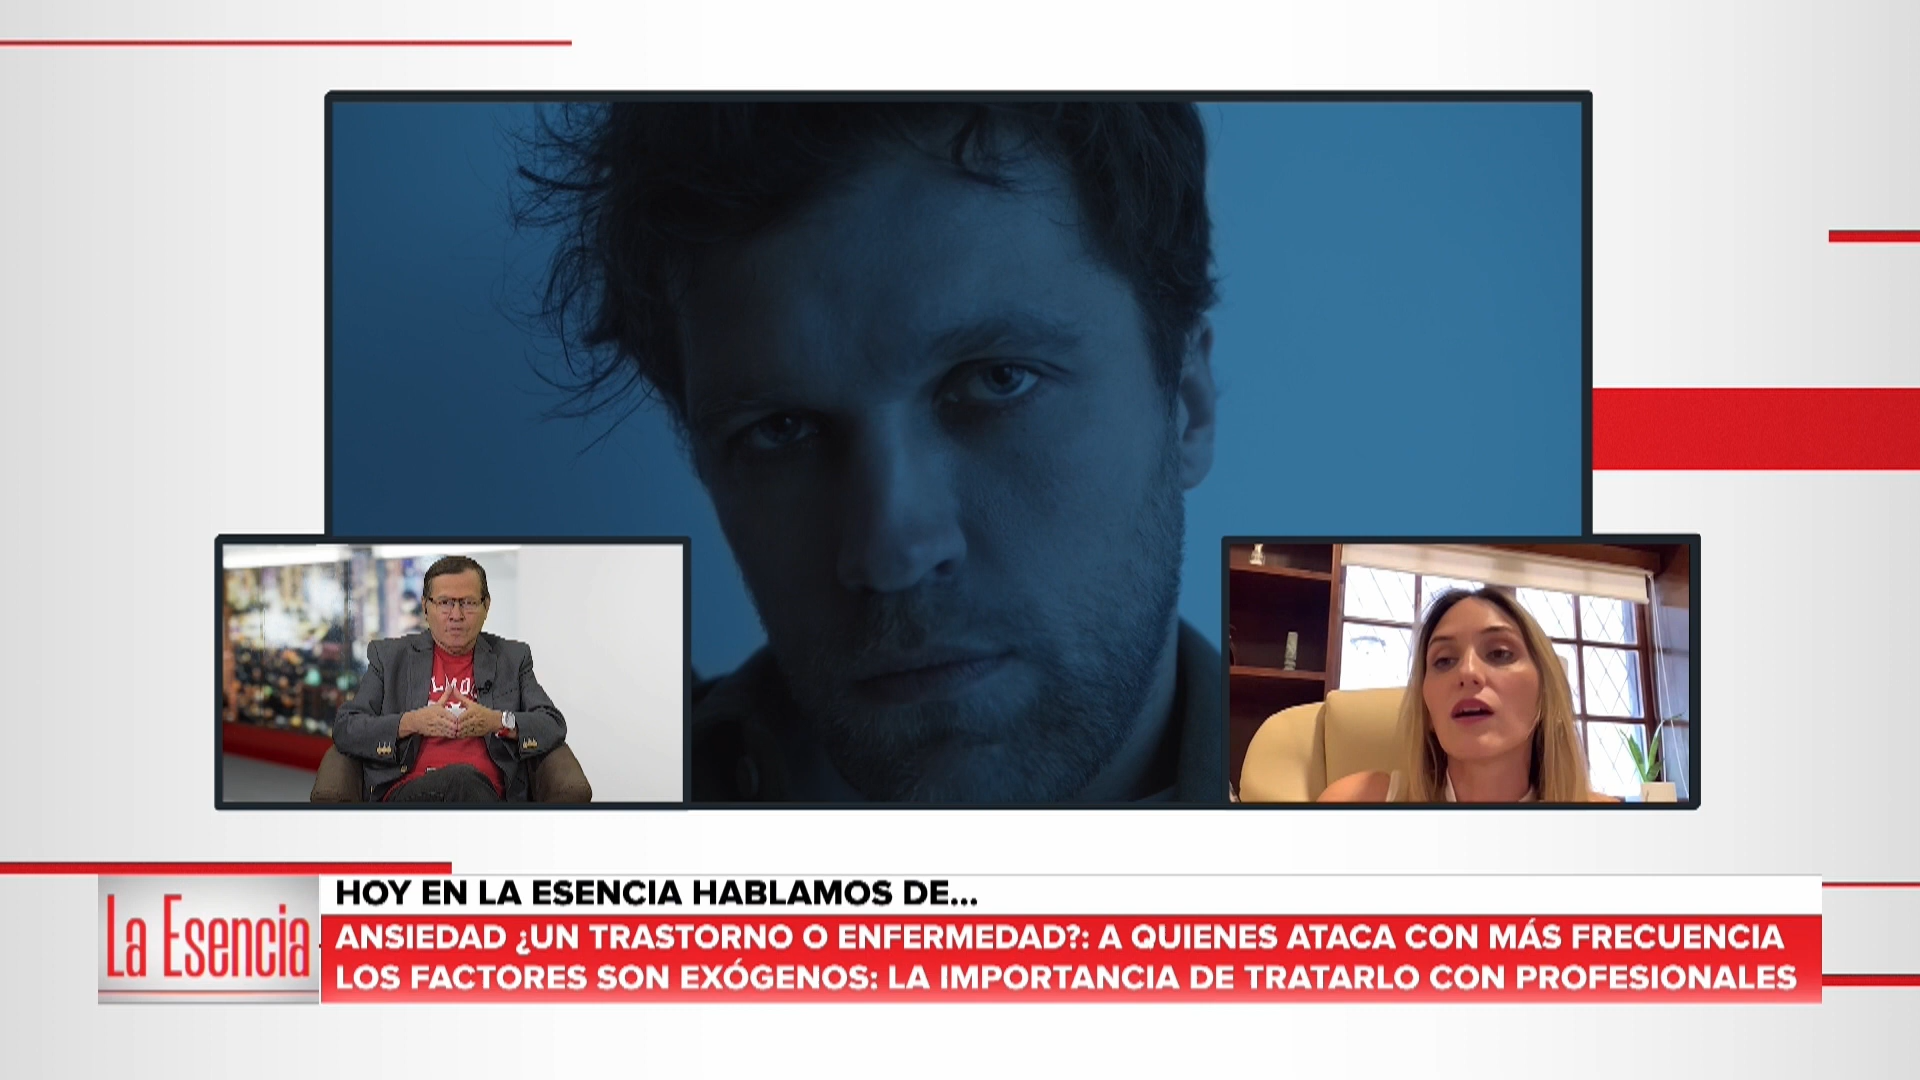 LMO
HOY EN LA ESENCIA HABLAMOS DE...
La Esencia
ANSIEDAD ¿UN TRASTORNO O ENFERMEDAD?: A QUIENES ATACA CON MÁS FRECUENCIA
LOS FACTORES SON EXÓGENOS: LA IMPORTANCIA DE TRATARLO CON PROFESIONALES